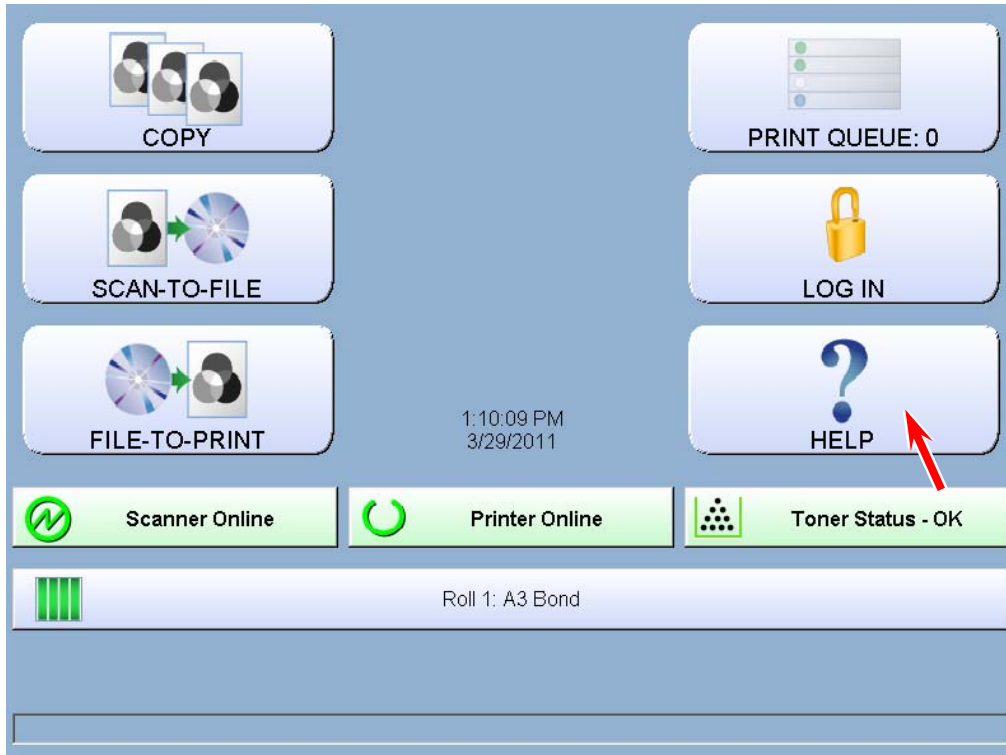 COPY
PRINT QUEUE: 0
SCAN-TO-FILE
LOG IN
FILE-TO-PRINT
1:10:09 PM
3/29/2011
HELP
Scanner Online
Printer Online
Toner Status - OK
Roll 1: A3 Bond